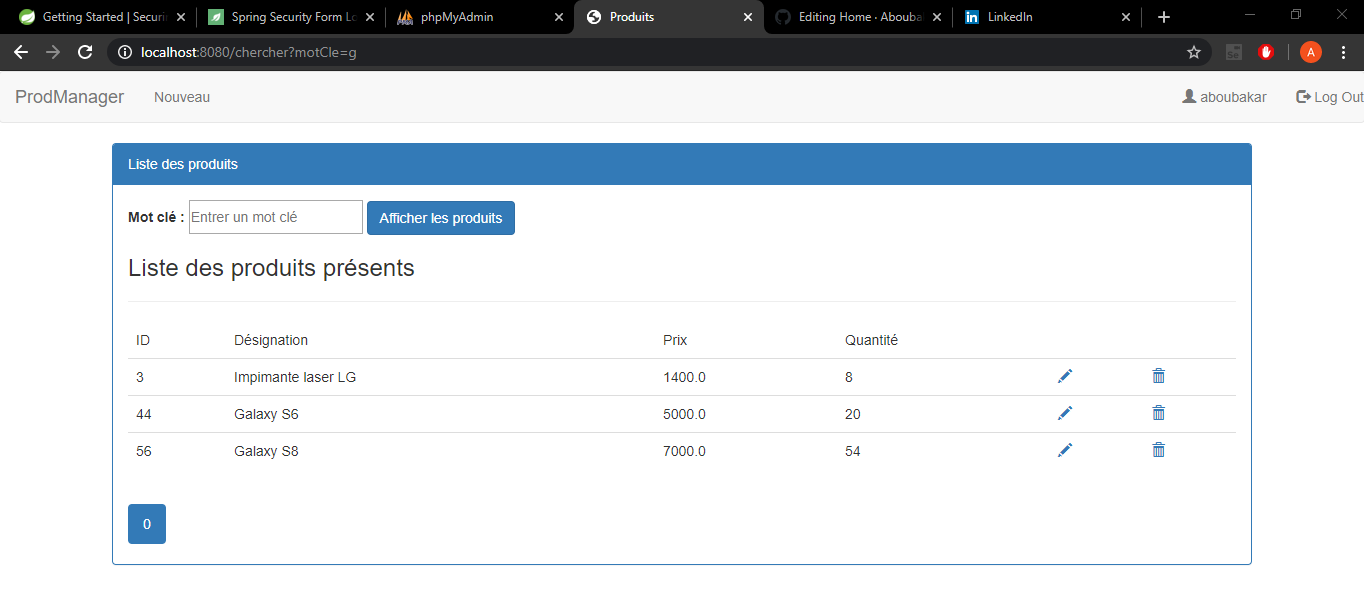 Getting Started | Securi
Spring Security Form Lo
phpMyAdmin
Produits
Editing Home · Abouba
LinkedIn
localhost:8080/chercher?motCle=g
A
ProdManager
Nouveau
aboubakar
Log Out
Liste des produits
Mot clé :
Entrer un mot clé
Afficher les produits
Liste des produits présents
ID Désignation Prix Quantité
3 Impimante laser LG 1400.0 8
44 Galaxy S6 5000.0 20
56 Galaxy S8 7000.0 54
0